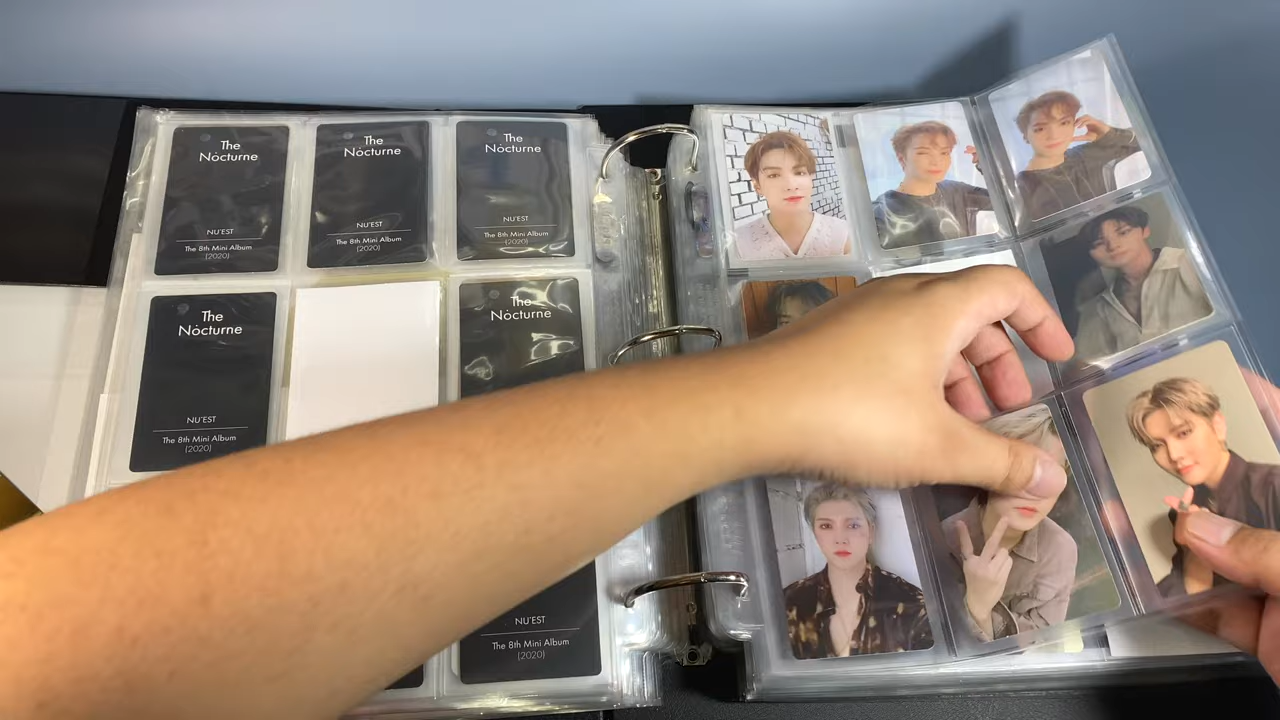 The
Nocturne
NU'EST
The 8th Mini Album
(2020)
The
Nocturne
NU'EST
The 8th Mini Album
(2020)
The
Nocturne
NU'EST
The 8th Mini Album
(2020)
The
Nocturne
NU'EST
The 8th Mini Album
(2020)
The
Nocturne
NU'EST
The 8th Mini Album
(2020)